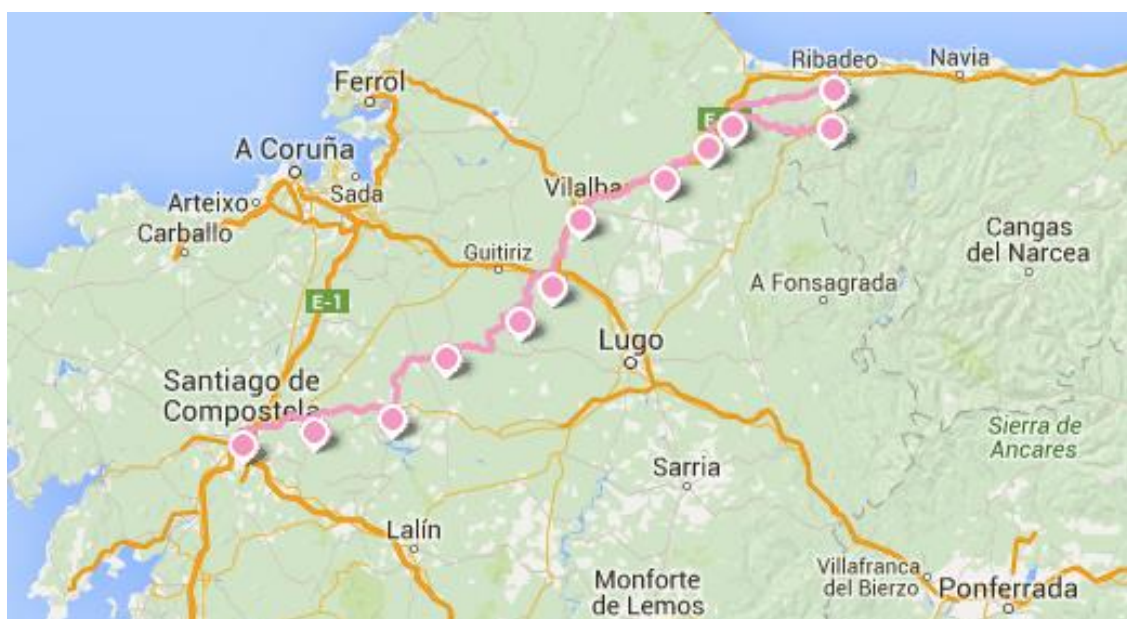 Ribadeo
Navia
Ferrol
E-
A Coruña
Sada
Vilalba
Arteixo
Carballo
Cangas
del Narcea
Guitiriz
A Fonsagrada
E-1
Lugo
Santiago de
Compostela
Sierra de
Ancares
Sarria
Lalín
Villafranca
del Bierzo
Monforte
de Lemos
Ponferrada